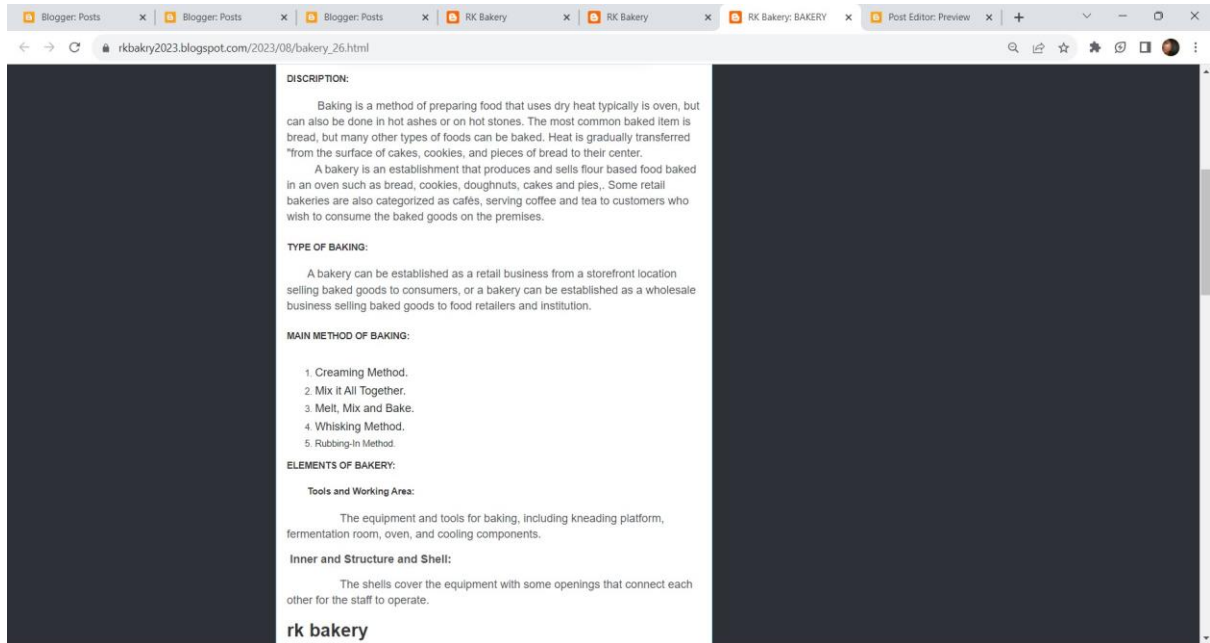 Blogger: Posts
Blogger: Posts
Blogger: Posts
RK Bakery
RK Bakery
RK Bakery: BAKERY
Post Editor: Preview
rkbakry2023.blogspot.com/2023/08/bakery_26.html
DISCRIPTION:
Baking is a method of preparing food that uses dry heat typically is oven, but
can also be done in hot ashes or on hot stones. The most common baked item is
bread, but many other types of foods can be baked. Heat is gradually transferred
"from the surface of cakes, cookies, and pieces of bread to their center.
A bakery is an establishment that produces and sells flour based food baked
in an oven such as bread, cookies, doughnuts, cakes and pies,. Some retail
bakeries are also categorized as cafés, serving coffee and tea to customers who
wish to consume the baked goods on the premises.
TYPE OF BAKING:
A bakery can be established as a retail business from a storefront location
selling baked goods to consumers, or a bakery can be established as a wholesale
business selling baked goods to food retailers and institution.
MAIN METHOD OF BAKING:
1. Creaming Method.
2. Mix it All Together.
3. Melt, Mix and Bake.
4. Whisking Method.
5. Rubbing-In Method.
ELEMENTS OF BAKERY:
Tools and Working Area:
The equipment and tools for baking, including kneading platform,
fermentation room, oven, and cooling components.
Inner and Structure and Shell:
The shells cover the equipment with some openings that connect each
other for the staff to operate.
rk bakery